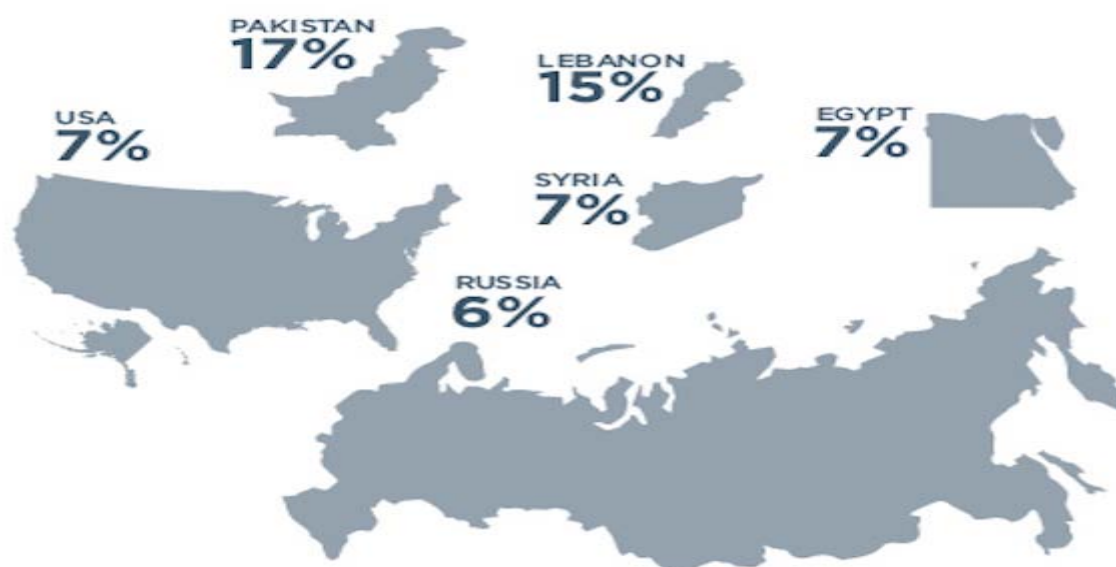 PAKISTAN
17%
LEBANON
15%
USA
7%
EGYPT
7%
SYRIA
7%
RUSSIA
6%